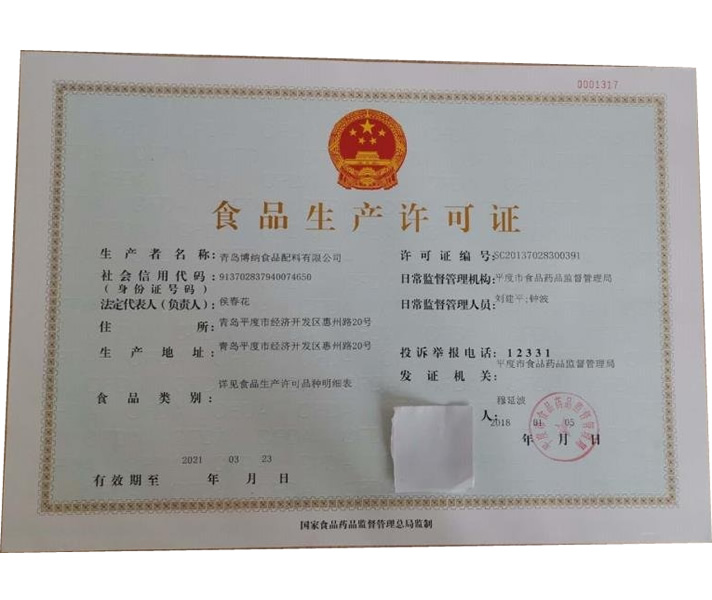 0001317
食品生产许可证
生产者名称：青岛博纳食品配料有限公司
许可证编号：SC20137028300391
社会信用代码：913702837940074650
（身份证号码）
日常监督管理机构：平度市食品药品监督管理局
法定代表人（负责人）：侯春花
日常监督管理人员：刘建平；钟波
住所：青岛平度市经济开发区惠州路20号
生产地址：青岛平度市经济开发区惠州路20号
投诉举报电话：12331
发证机关：平度市食品药品监督管理局
食品类别：详见食品生产许可品种明细表
人：穆延波
2018 01 05
年 月 日
2021 03 23
有效期至 年 月 日
国家食品药品监督管理总局监制